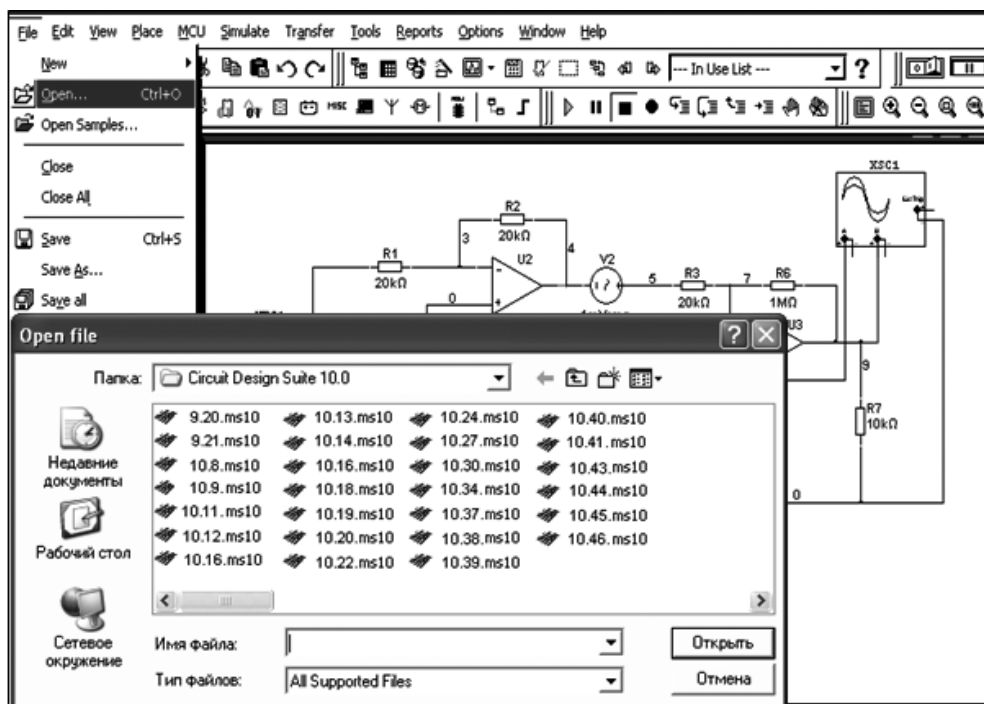 File Edit View Place MCU Simulate Transfer Tools Reports Options Window Help
New
Open... Ctrl+O
Open Samples...
Close
Close All
Save Ctrl+S
Save As...
Save all
--- In Use List --- ?
MISC
XSC1
Ext Trig
A B
R2
20kΩ
3
4
R1
20kΩ
U2
0
V2
5
R3
20kΩ
7
R6
1MΩ
U3
9
R7
10kΩ
0
Open file
Папка: Circuit Design Suite 10.0
Недавние
документы
Рабочий стол
Сетевое
окружение
9.20.ms10 10.13.ms10 10.24.ms10 10.40.ms10
9.21.ms10 10.14.ms10 10.27.ms10 10.41.ms10
10.8.ms10 10.16.ms10 10.30.ms10 10.43.ms10
10.9.ms10 10.18.ms10 10.34.ms10 10.44.ms10
10.11.ms10 10.19.ms10 10.37.ms10 10.45.ms10
10.12.ms10 10.20.ms10 10.38.ms10 10.46.ms10
10.16.ms10 10.22.ms10 10.39.ms10
Имя файла: Открыть
Тип файлов: All Supported Files Отмена